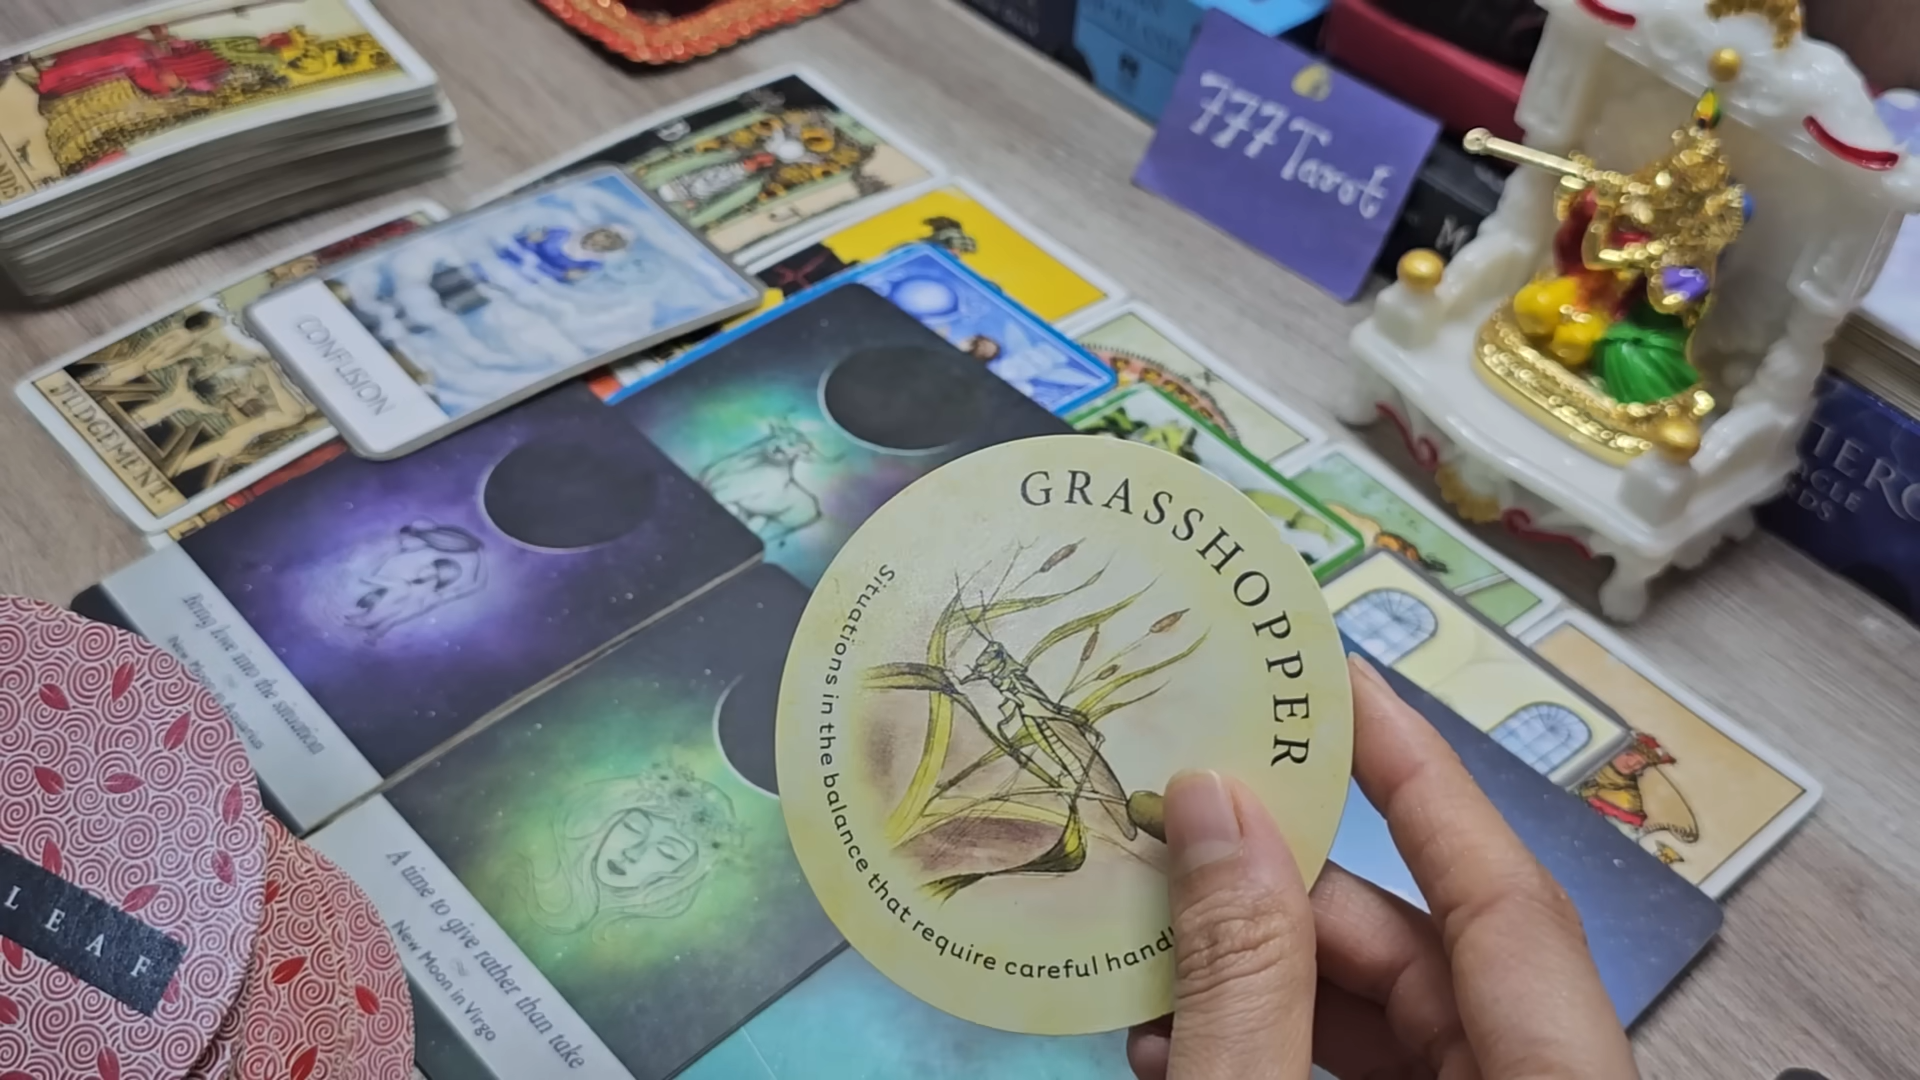 777 Tarot
CONFUSION
JUDGEMENT.
GRASSHOPPER
Situations in the balance that require careful
Bring love into the situation
New Moon in Aquarius
A time to give rather than take
New Moon in Virgo
LEAF